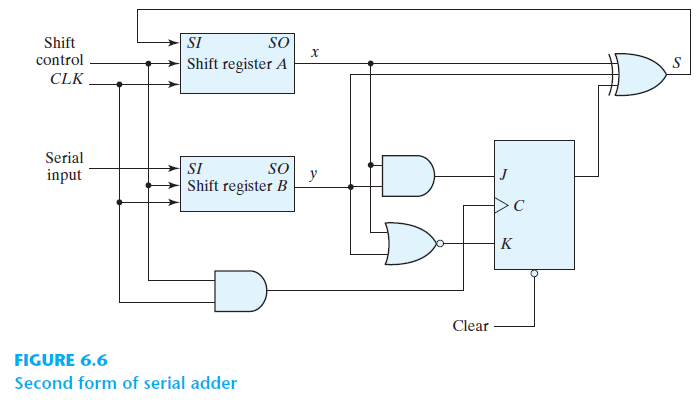 Shift
control
CLK
SI SO
Shift register A
x
S
Serial
input
SI SO
Shift register B
y
J
C
K
Clear
FIGURE 6.6
Second form of serial adder